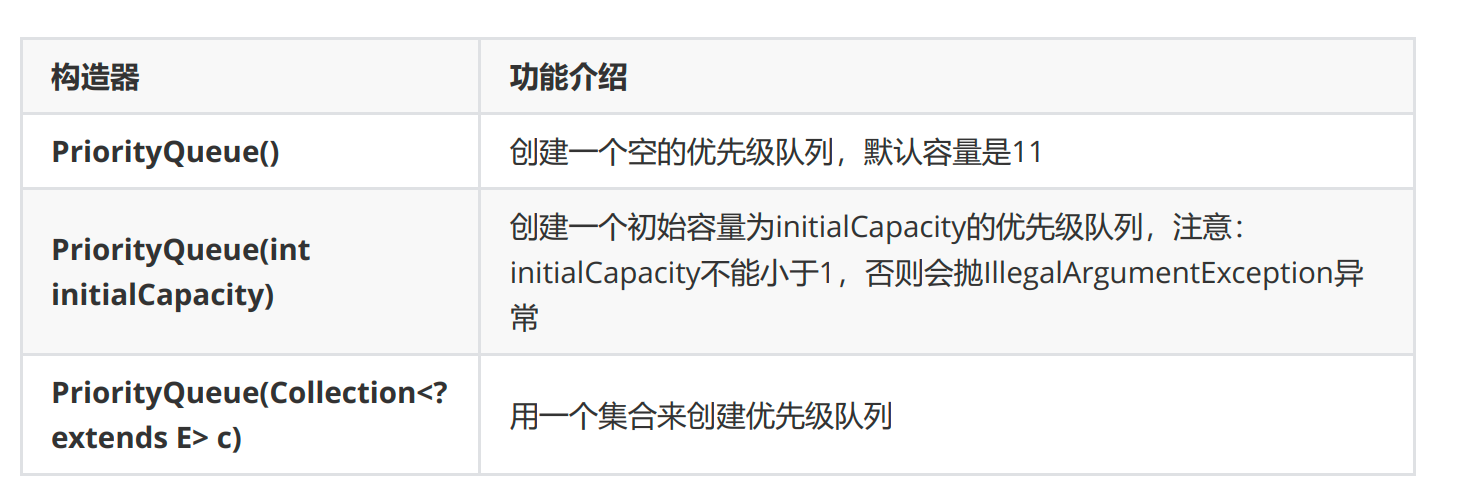 构造器
功能介绍
PriorityQueue()
创建一个空的优先级队列，默认容量是11
PriorityQueue(int
initialCapacity)
创建一个初始容量为initialCapacity的优先级队列，注意：
initialCapacity不能小于1，否则会抛IllegalArgumentException异
常
PriorityQueue(Collection<?
extends E> c)
用一个集合来创建优先级队列